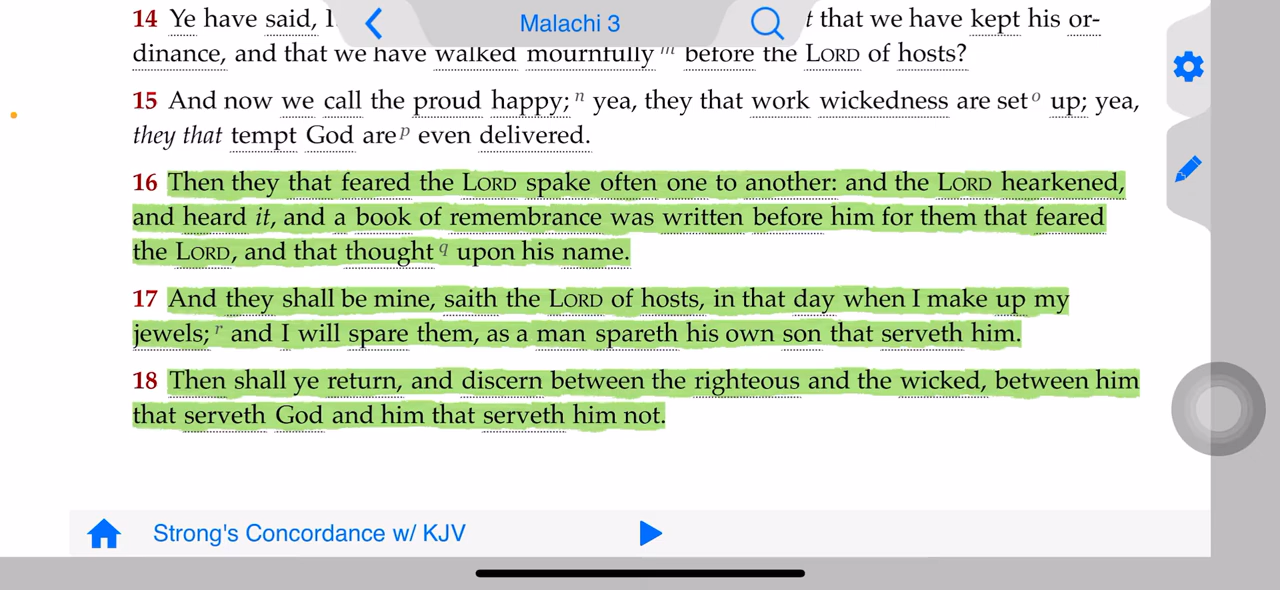 Malachi 3
14 Ye have said, I t that we have kept his or-
dinance, and that we have walked mournfully m before the LORD of hosts?
15 And now we call the proud happy; n yea, they that work wickedness are set o up; yea,
they that tempt God are p even delivered.
16 Then they that feared the LORD spake often one to another: and the LORD hearkened,
and heard it, and a book of remembrance was written before him for them that feared
the LORD, and that thought q upon his name.
17 And they shall be mine, saith the LORD of hosts, in that day when I make up my
jewels; r and I will spare them, as a man spareth his own son that serveth him.
18 Then shall ye return, and discern between the righteous and the wicked, between him
that serveth God and him that serveth him not.
Strong's Concordance w/ KJV